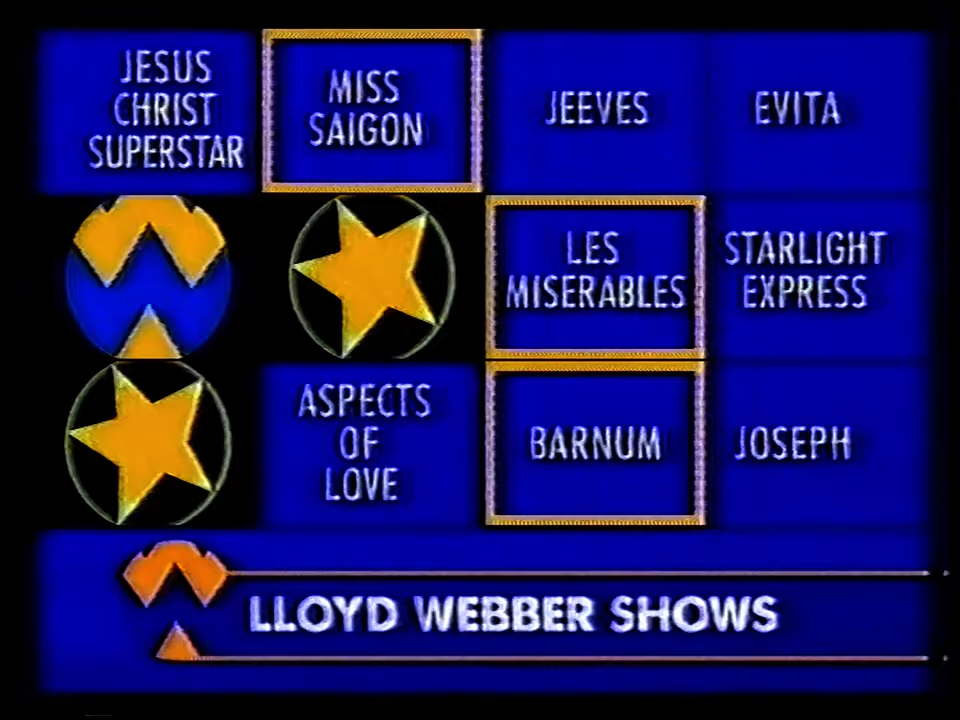 JESUS
CHRIST
SUPERSTAR
MISS
SAIGON
JEEVES
EVITA
LES
MISERABLES
STARLIGHT
EXPRESS
ASPECTS
OF
LOVE
BARNUM
JOSEPH
LLOYD WEBBER SHOWS